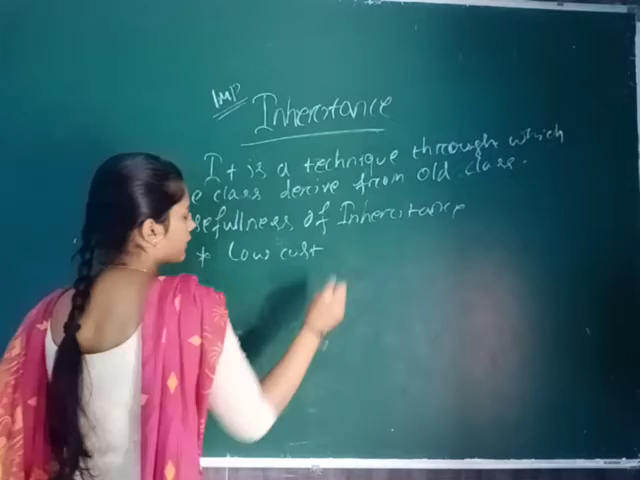 IMP
Inheritance
It is a technique through which
e class derive from old class.
sefullness of Inheritance
* Low cost